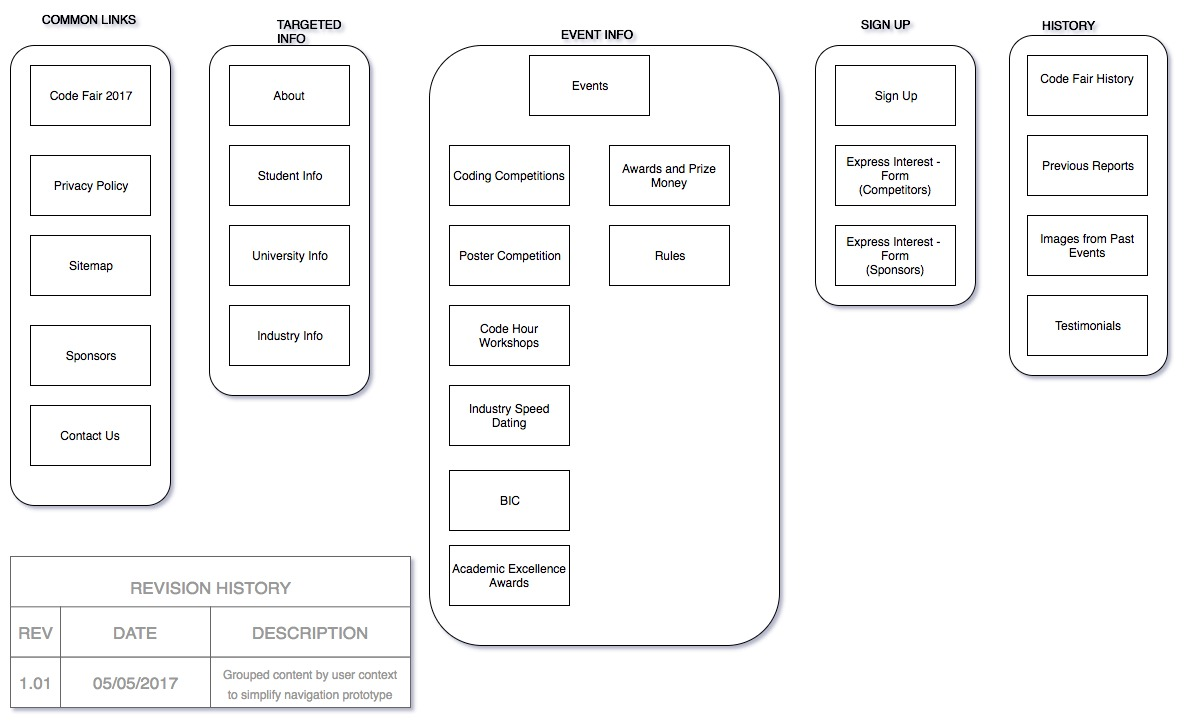 COMMON LINKS
Code Fair 2017
Privacy Policy
Sitemap
Sponsors
Contact Us
TARGETED
INFO
About
Student Info
University Info
Industry Info
EVENT INFO
Events
Coding Competitions
Poster Competition
Code Hour
Workshops
Industry Speed
Dating
BIC
Academic Excellence
Awards
Awards and Prize
Money
Rules
SIGN UP
Sign Up
Express Interest -
Form
(Competitors)
Express Interest -
Form
(Sponsors)
HISTORY
Code Fair History
Previous Reports
Images from Past
Events
Testimonials
REVISION HISTORY
REV DATE DESCRIPTION
1.01 05/05/2017 Grouped content by user context
to simplify navigation prototype